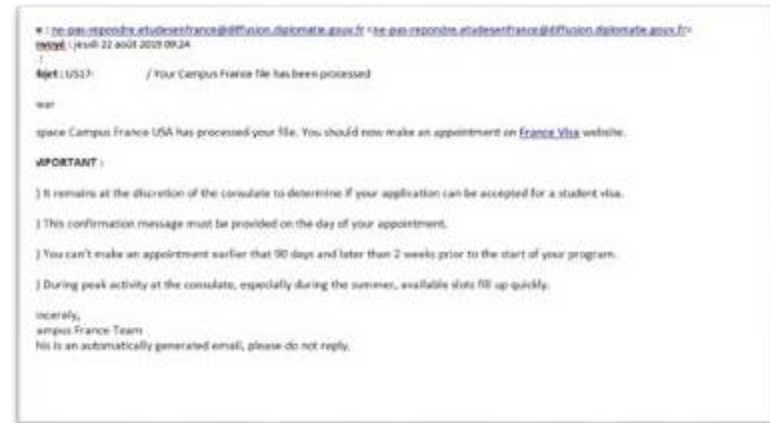 e : ne-pas-repondre.etudesenfrance@diffusion.diplomatie.gouv.fr <ne-pas-repondre.etudesenfrance@diffusion.diplomatie.gouv.fr>
nvoyé : jeudi 22 août 2019 09:24
:
bjet : US17- / Your Campus France file has been processed
ear
space Campus France USA has processed your file. You should now make an appointment on France Visa website.
MPORTANT :
) It remains at the discretion of the consulate to determine if your application can be accepted for a student visa.
) This confirmation message must be provided on the day of your appointment.
) You can't make an appointment earlier that 90 days and later than 2 weeks prior to the start of your program.
) During peak activity at the consulate, especially during the summer, available slots fill up quickly.
incerely,
ampus France Team
his is an automatically generated email, please do not reply.